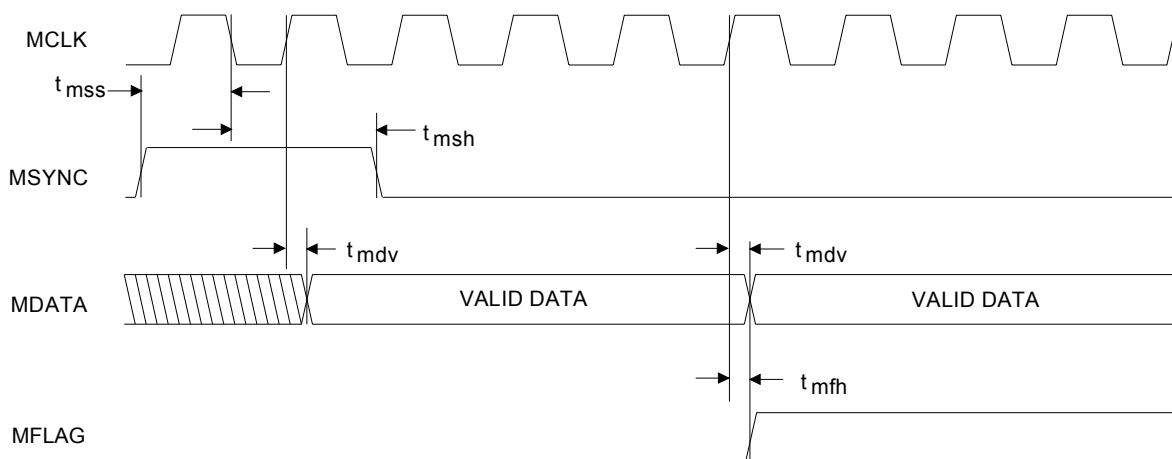 MCLK
t mss
t msh
MSYNC
t mdv
t mdv
MDATA
VALID DATA
VALID DATA
t mfh
MFLAG